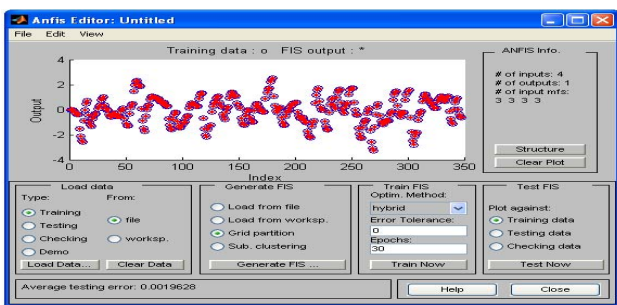 Anfis Editor: Untitled
File Edit View
Training data : o FIS output : *
4
2
0
-2
-4
Output
0 50 100 150 200 250 300 350
Index
ANFIS Info.
# of inputs: 4
# of outputs: 1
# of input mfs:
3 3 3 3
Structure
Clear Plot
Load data
Type: From:
Training
Testing
Checking
Demo
file
worksp.
Load Data... Clear Data
Generate FIS
Load from file
Load from worksp.
Grid partition
Sub. clustering
Generate FIS ...
Train FIS
Optim. Method:
hybrid
Error Tolerance:
0
Epochs:
30
Train Now
Test FIS
Plot against:
Training data
Testing data
Checking data
Test Now
Average testing error: 0.0019628
Help Close